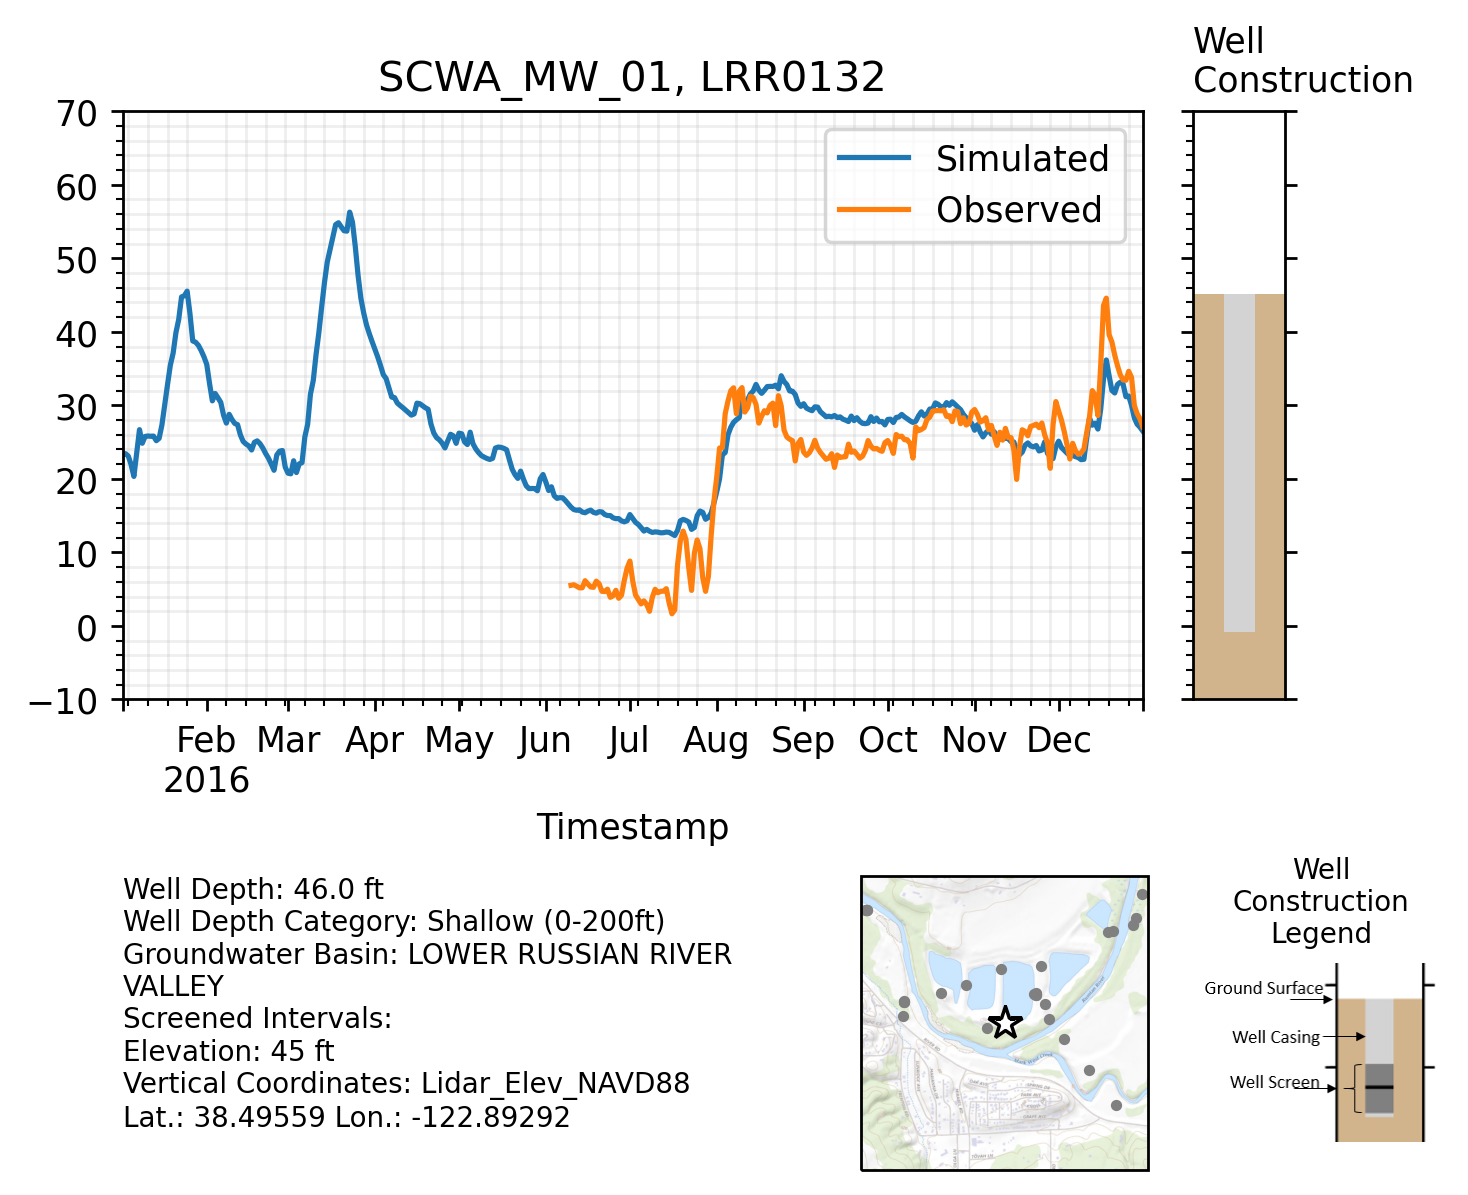 Well
Construction
SCWA_MW_01, LRR0132
70
60
50
40
30
20
10
0
−10
Simulated
Observed
Feb Mar Apr May Jun Jul Aug Sep Oct Nov Dec
2016
Timestamp
Well Depth: 46.0 ft
Well Depth Category: Shallow (0-200ft)
Groundwater Basin: LOWER RUSSIAN RIVER
VALLEY
Screened Intervals:
Elevation: 45 ft
Vertical Coordinates: Lidar_Elev_NAVD88
Lat.: 38.49559 Lon.: -122.89292
Well
Construction
Legend
Ground Surface
Well Casing
Well Screen